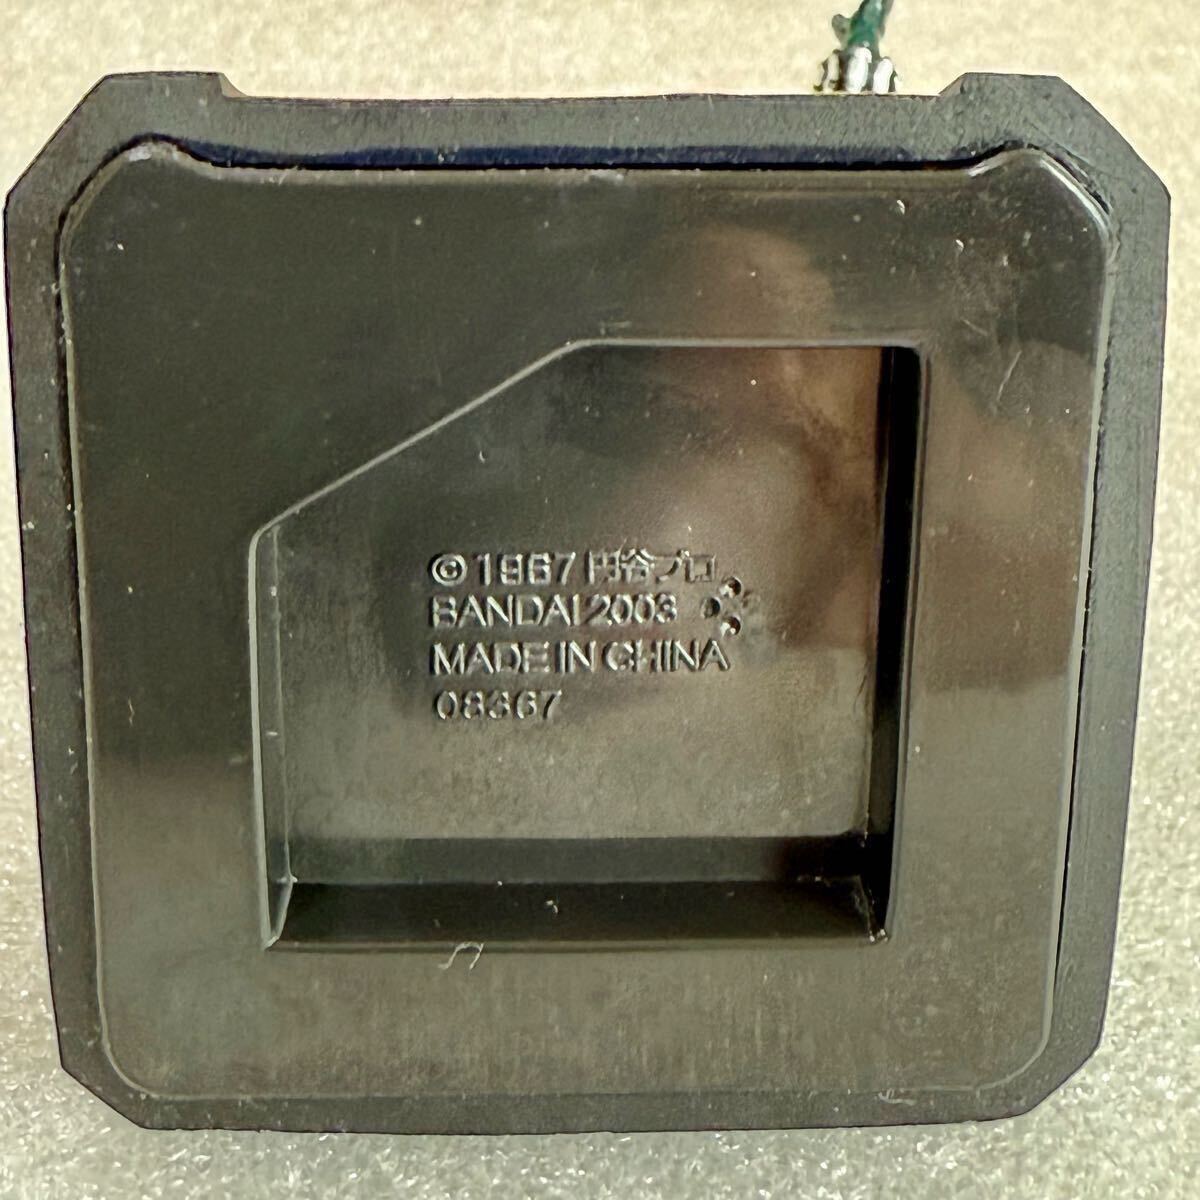 ©1967 円谷プロ
BANDAI 2003
MADE IN CHINA
08367